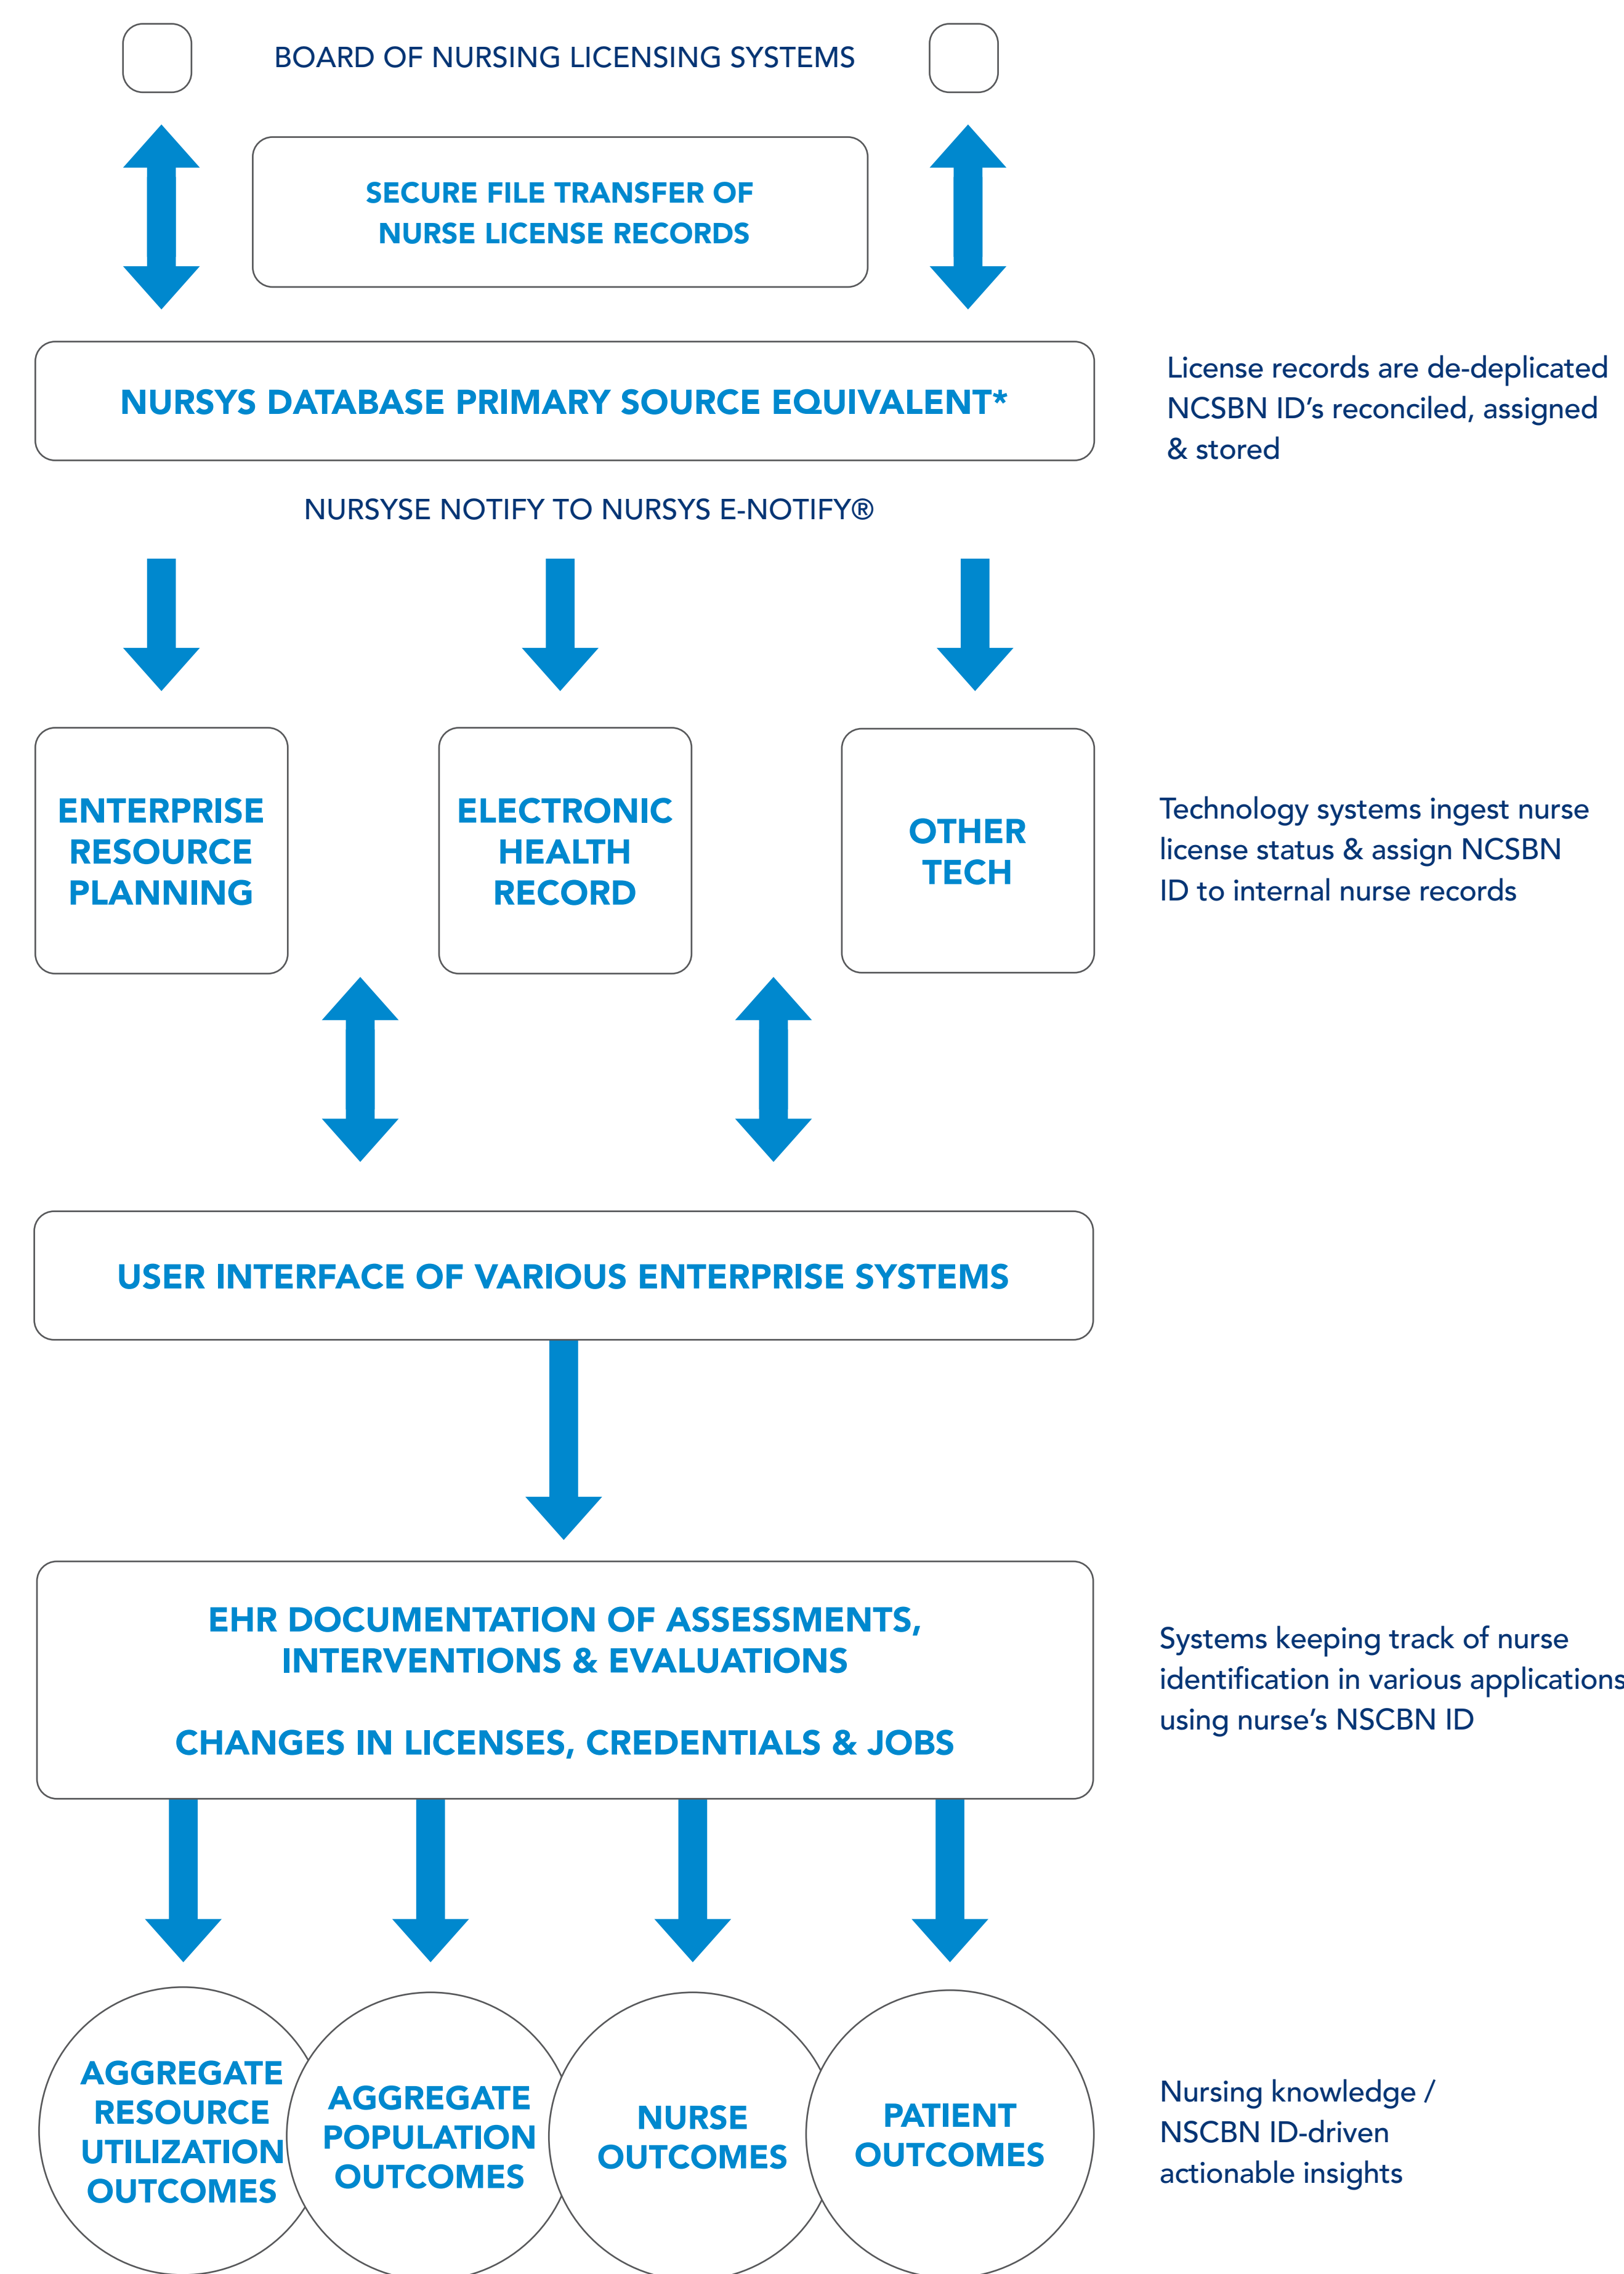 BOARD OF NURSING LICENSING SYSTEMS
SECURE FILE TRANSFER OF
NURSE LICENSE RECORDS
NURSYS DATABASE PRIMARY SOURCE EQUIVALENT*
License records are de-deplicated
NCSBN ID’s reconciled, assigned
& stored
NURSYSE NOTIFY TO NURSYS E-NOTIFY®
ENTERPRISE
RESOURCE
PLANNING
ELECTRONIC
HEALTH
RECORD
OTHER
TECH
Technology systems ingest nurse
license status & assign NCSBN
ID to internal nurse records
USER INTERFACE OF VARIOUS ENTERPRISE SYSTEMS
EHR DOCUMENTATION OF ASSESSMENTS,
INTERVENTIONS & EVALUATIONS
CHANGES IN LICENSES, CREDENTIALS & JOBS
Systems keeping track of nurse
identification in various applications
using nurse’s NSCBN ID
AGGREGATE
RESOURCE
UTILIZATION
OUTCOMES
AGGREGATE
POPULATION
OUTCOMES
NURSE
OUTCOMES
PATIENT
OUTCOMES
Nursing knowledge /
NSCBN ID-driven
actionable insights